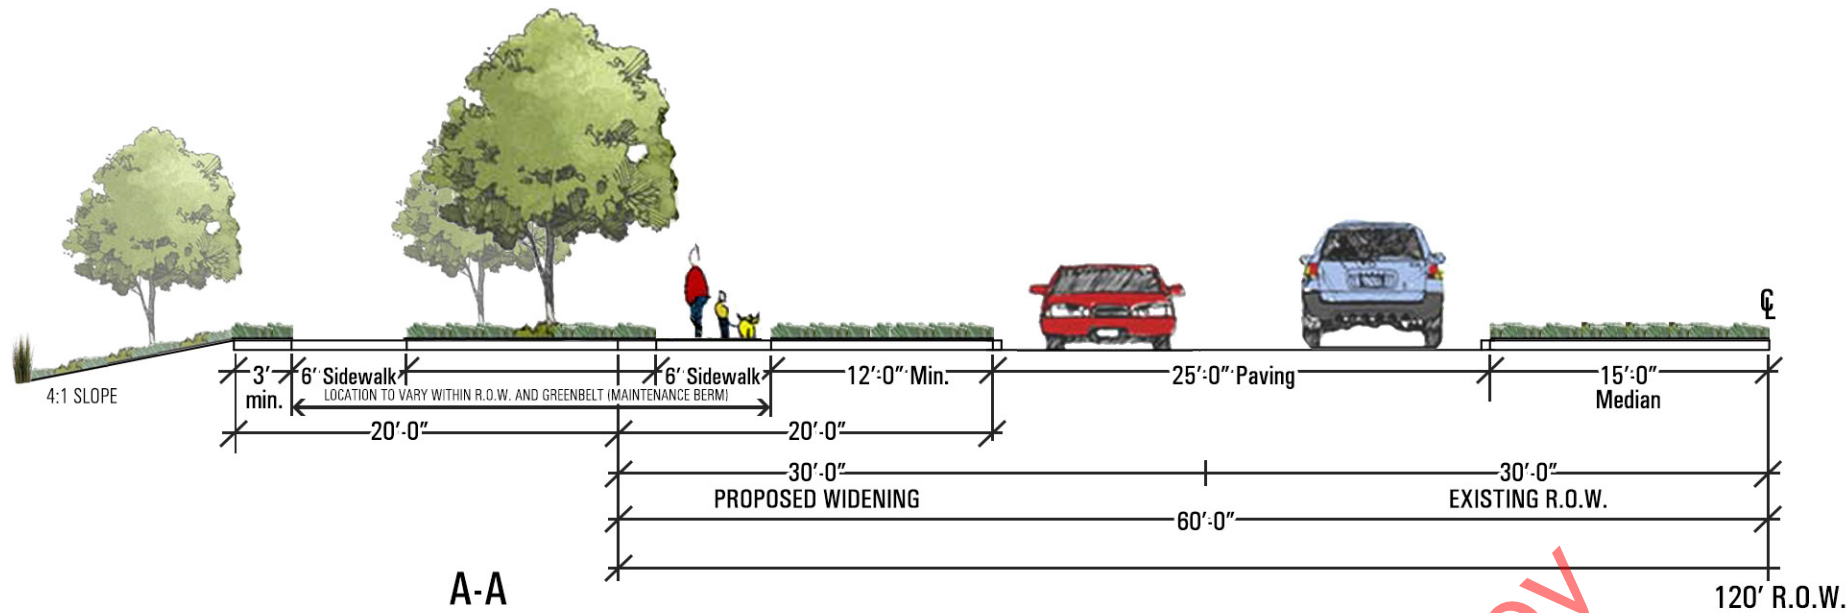 ℄
4:1 SLOPE
3' min.
6' Sidewalk
6' Sidewalk
12'-0" Min.
25'-0" Paving
15'-0" Median
LOCATION TO VARY WITHIN R.O.W. AND GREENBELT (MAINTENANCE BERM)
20'-0"
20'-0"
30'-0"
30'-0"
PROPOSED WIDENING
EXISTING R.O.W.
60'-0"
A-A
120' R.O.W.